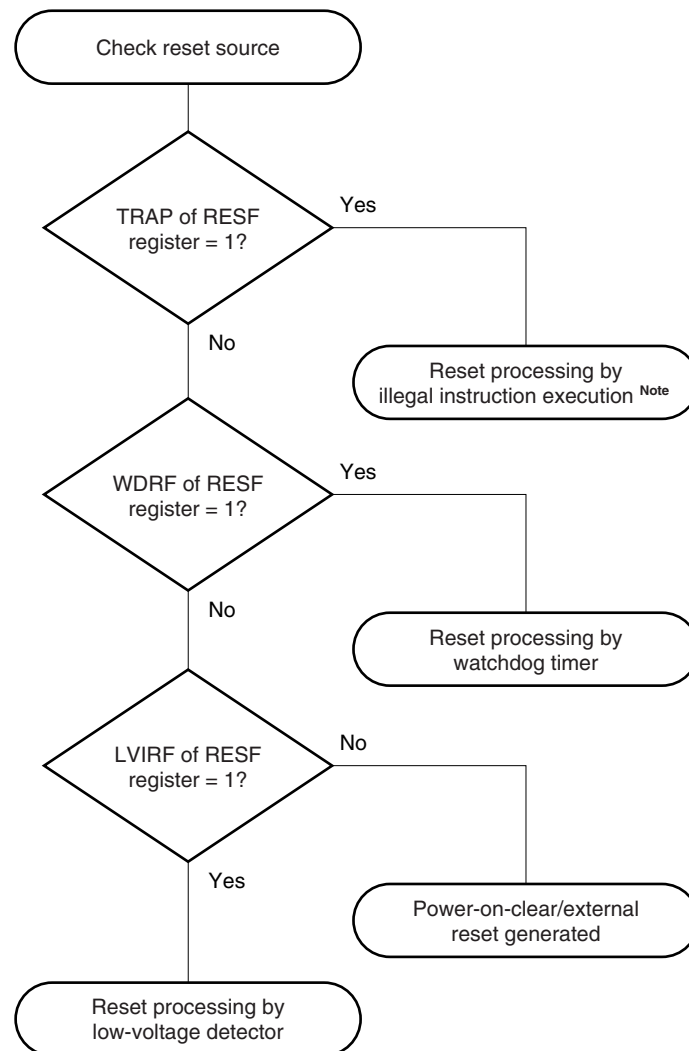 Check reset source
TRAP of RESF
register = 1?
Yes
No
Reset processing by
illegal instruction execution Note
WDRF of RESF
register = 1?
Yes
No
Reset processing by
watchdog timer
LVIRF of RESF
register = 1?
No
Yes
Power-on-clear/external
reset generated
Reset processing by
low-voltage detector